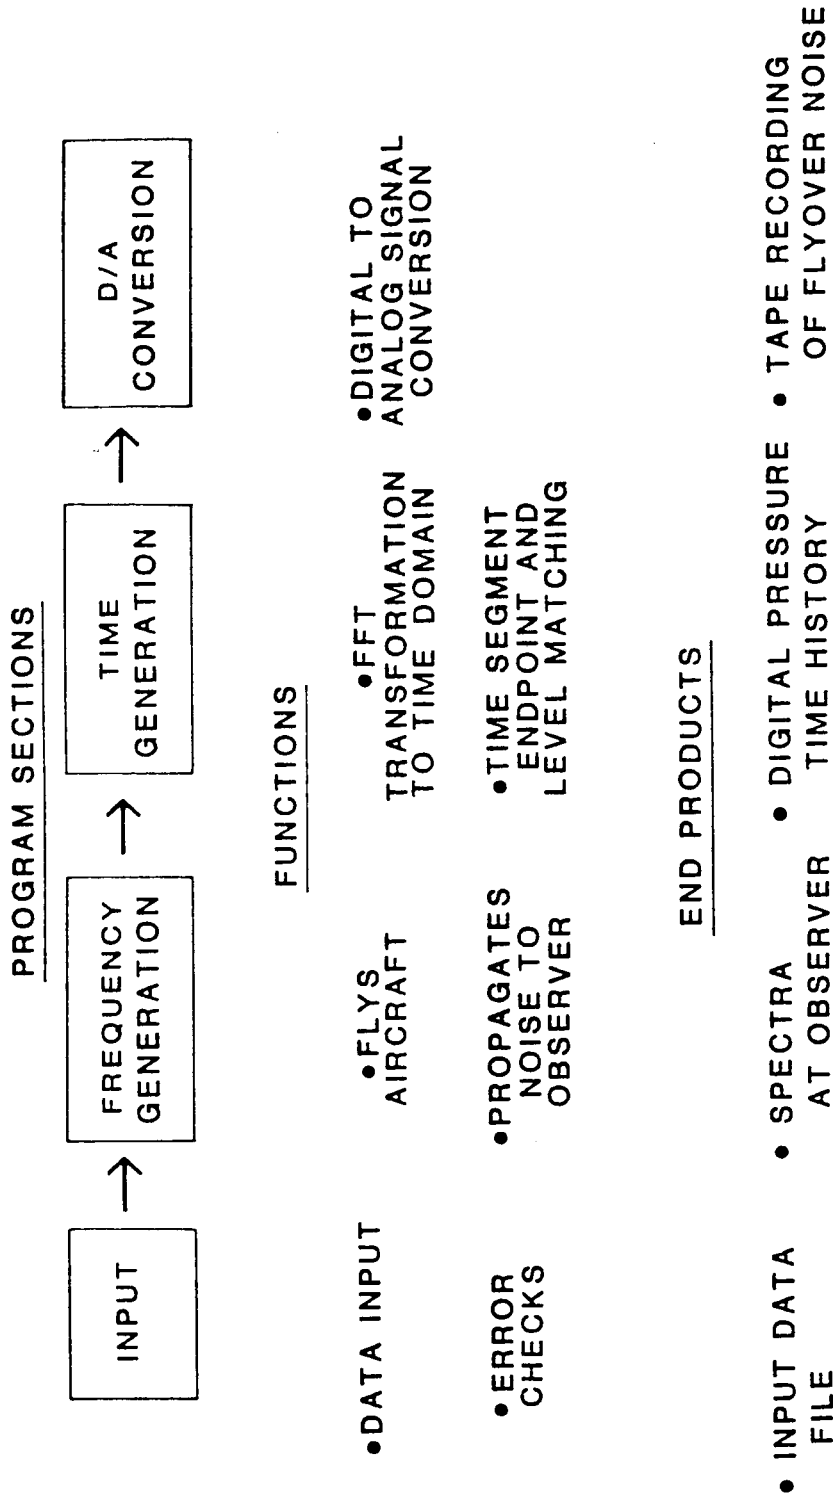 PROGRAM SECTIONS
INPUT
FREQUENCY
GENERATION
TIME
GENERATION
D/A
CONVERSION
FUNCTIONS
•DATA INPUT
•ERROR
CHECKS
•FLYS
AIRCRAFT
•PROPAGATES
NOISE TO
OBSERVER
•FFT
TRANSFORMATION
TO TIME DOMAIN
•TIME SEGMENT
ENDPOINT AND
LEVEL MATCHING
•DIGITAL TO
ANALOG SIGNAL
CONVERSION
END PRODUCTS
• INPUT DATA
FILE
• SPECTRA
AT OBSERVER
• DIGITAL PRESSURE
TIME HISTORY
• TAPE RECORDING
OF FLYOVER NOISE